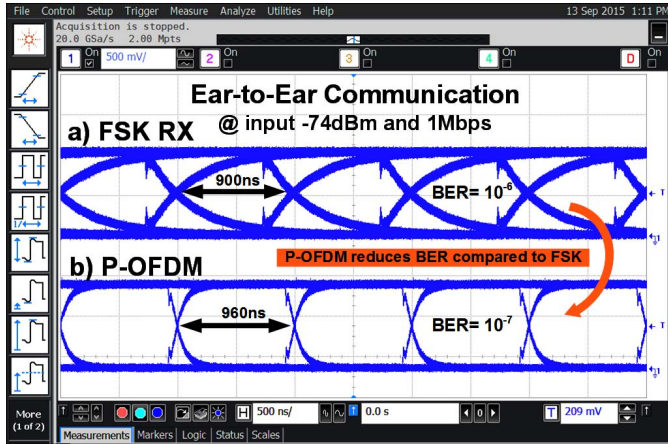 File Control Setup Trigger Measure Analyze Utilities Help 13 Sep 2015 1:11 PM
Acquisition is stopped.
20.0 GSa/s 2.00 Mpts
1 On 500 mV/ 2 On 3 On 4 On D On
Ear-to-Ear Communication
@ input -74dBm and 1Mbps
a) FSK RX
900ns
BER= 10⁻⁶
T
1
P-OFDM reduces BER compared to FSK
b) P-OFDM
960ns
BER= 10⁻⁷
T
1
More
(1 of 2)
H 500 ns/ 0.0 s 0 T 209 mV
Measurements Markers Logic Status Scales